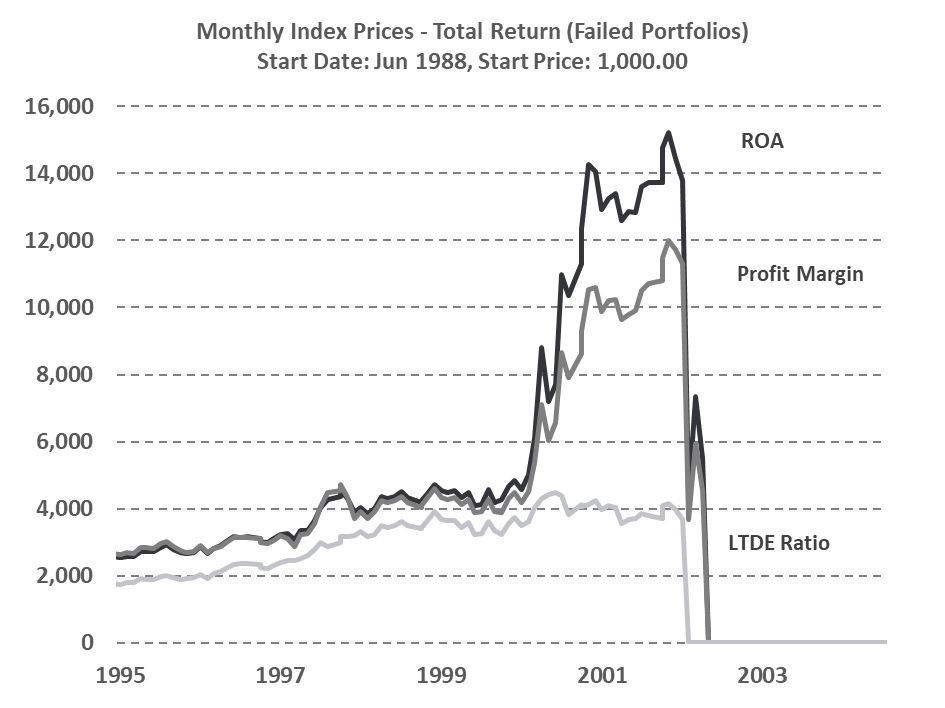 Monthly Index Prices - Total Return (Failed Portfolios)
Start Date: Jun 1988, Start Price: 1,000.00
16,000
14,000
12,000
10,000
8,000
6,000
4,000
2,000
0
ROA
Profit Margin
LTDE Ratio
1995 1997 1999 2001 2003